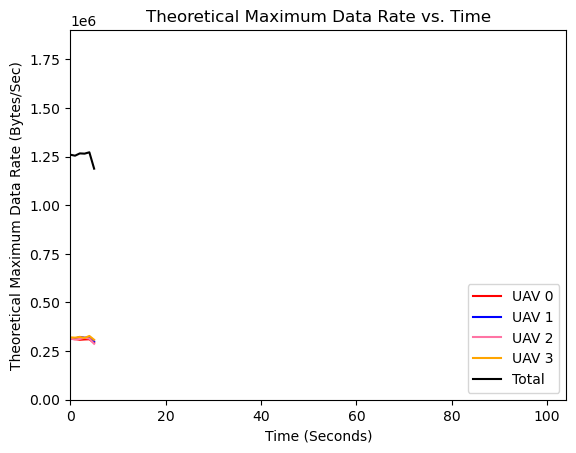 Theoretical Maximum Data Rate vs. Time
1e6
1.75
1.50
1.25
1.00
0.75
0.50
0.25
0.00
Theoretical Maximum Data Rate (Bytes/Sec)
UAV 0
UAV 1
UAV 2
UAV 3
Total
0 20 40 60 80 100
Time (Seconds)